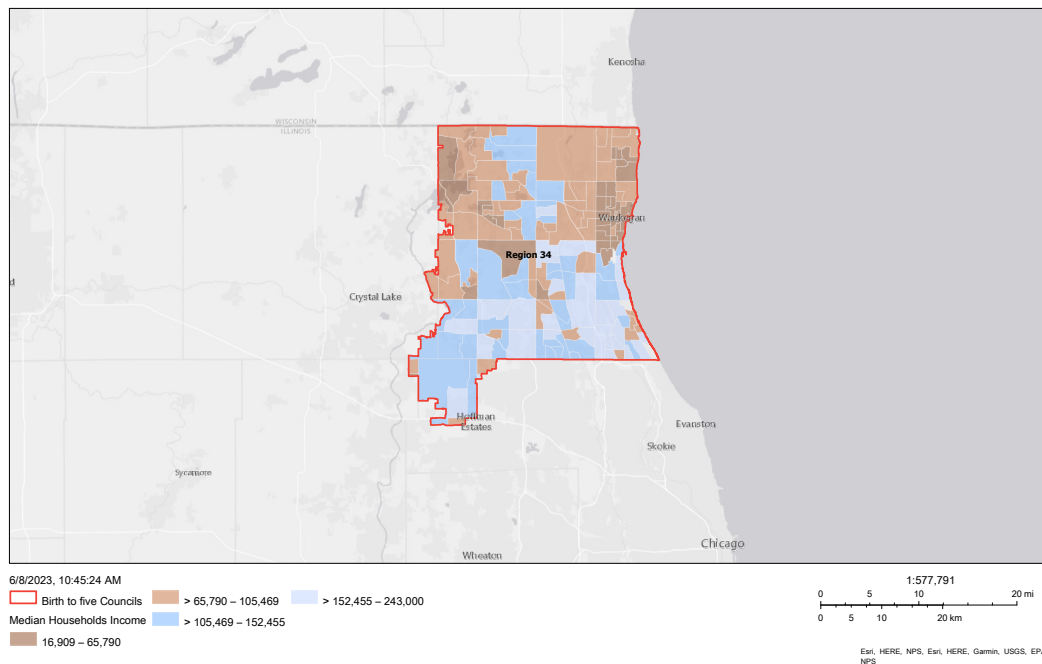 Kenosha
WISCONSIN
ILLINOIS
Waukegan
Region 34
d
Crystal Lake
Hoffman
Estates
Evanston
Skokie
Sycamore
Chicago
Wheaton
6/8/2023, 10:45:24 AM
Birth to five Councils
Median Households Income
16,909 – 65,790
> 65,790 – 105,469
> 105,469 – 152,455
> 152,455 – 243,000
1:577,791
0 5 10 20 mi
0 5 10 20 km
Esri, HERE, NPS, Esri, HERE, Garmin, USGS, EPA
NPS